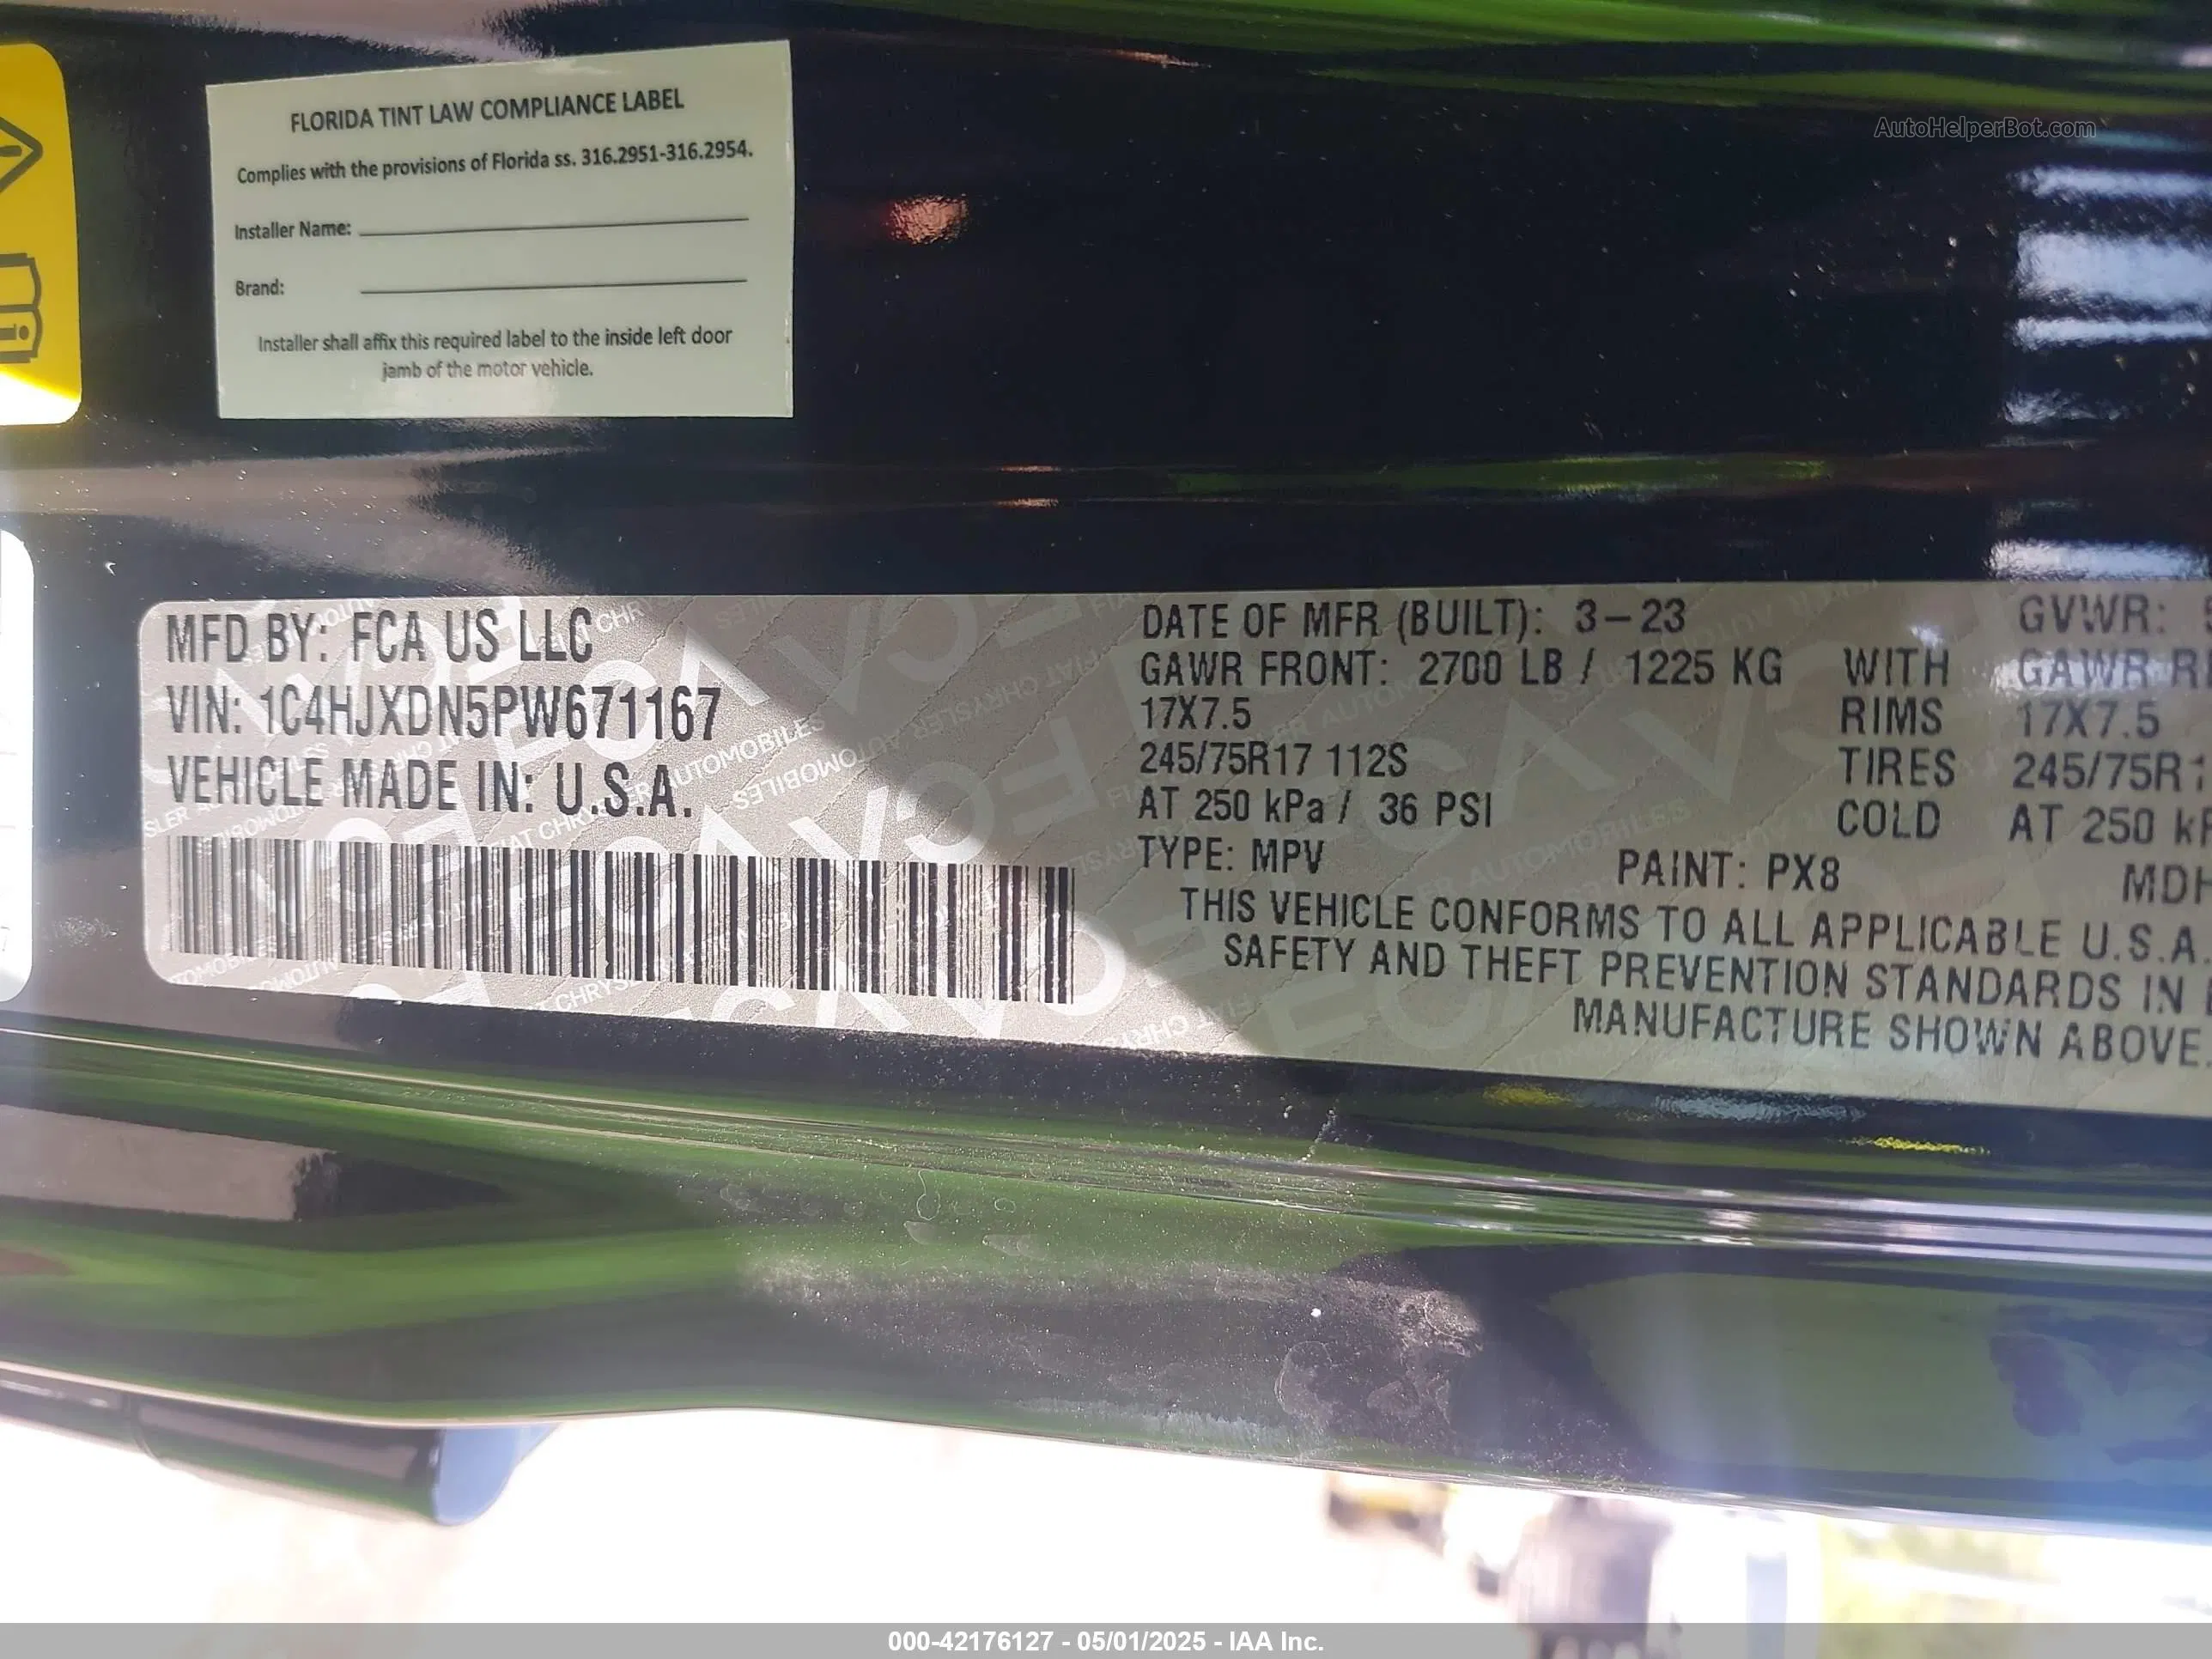 AutoHelperBot.com
FLORIDA TINT LAW COMPLIANCE LABEL
Complies with the provisions of Florida ss. 316.2951-316.2954.
Installer Name:
Brand:
Installer shall affix this required label to the inside left door
jamb of the motor vehicle.
MFD BY: FCA US LLC
VIN: 1C4HJXDN5PW671167
VEHICLE MADE IN: U.S.A.
DATE OF MFR (BUILT): 3-23 GVWR:
GAWR FRONT: 2700 LB / 1225 KG WITH GAWR
17X7.5 RIMS 17X7.5
245/75R17 112S TIRES 245/75R1
AT 250 kPa / 36 PSI COLD AT 250
TYPE: MPV PAINT: PX8
THIS VEHICLE CONFORMS TO ALL APPLICABLE U.S.A.
SAFETY AND THEFT PREVENTION STANDARDS IN
MANUFACTURE SHOWN ABOVE.
000-42176127 - 05/01/2025 - IAA Inc.